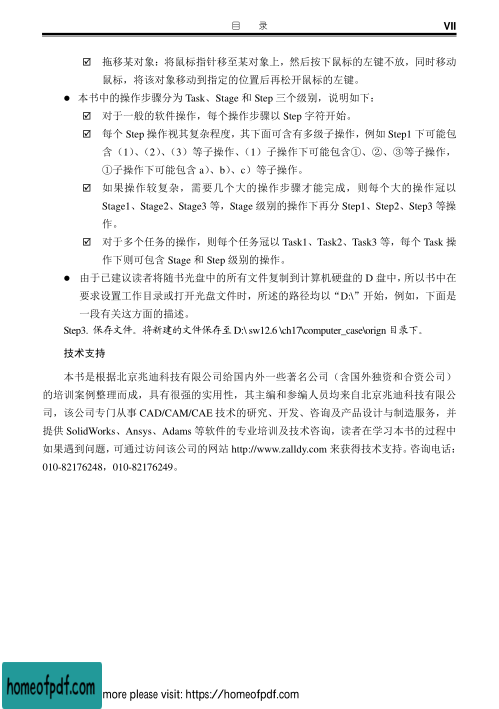 目 录 VII
☑ 拖移某对象：将鼠标指针移至某对象上，然后按下鼠标的左键不放，同时移动
鼠标，将该对象移动到指定的位置后再松开鼠标的左键。
● 本书中的操作步骤分为 Task、Stage 和 Step 三个级别，说明如下：
☑ 对于一般的软件操作，每个操作步骤以 Step 字符开始。
☑ 每个 Step 操作视其复杂程度，其下面可含有多级子操作，例如 Step1 下可能包
含（1）、（2）、（3）等子操作、（1）子操作下可能包含①、②、③等子操作，
①子操作下可能包含 a）、b）、c）等子操作。
☑ 如果操作较复杂，需要几个大的操作步骤才能完成，则每个大的操作冠以
Stage1、Stage2、Stage3 等，Stage 级别的操作下再分 Step1、Step2、Step3 等操
作。
☑ 对于多个任务的操作，则每个任务冠以 Task1、Task2、Task3 等，每个 Task 操
作下则可包含 Stage 和 Step 级别的操作。
● 由于已建议读者将随书光盘中的所有文件复制到计算机硬盘的 D 盘中，所以书中在
要求设置工作目录或打开光盘文件时，所述的路径均以“D:\”开始，例如，下面是
一段有关这方面的描述。
Step3. 保存文件。将新建的文件保存至 D:\ sw12.6 \ch17\computer_case\orign 目录下。
技术支持
本书是根据北京兆迪科技有限公司给国内外一些著名公司（含国外独资和合资公司）
的培训案例整理而成，具有很强的实用性，其主编和参编人员均来自北京兆迪科技有限公
司，该公司专门从事 CAD/CAM/CAE 技术的研究、开发、咨询及产品设计与制造服务，并
提供 SolidWorks、Ansys、Adams 等软件的专业培训及技术咨询，读者在学习本书的过程中
如果遇到问题，可通过访问该公司的网站 http://www.zalldy.com 来获得技术支持。咨询电话：
010-82176248，010-82176249。
homeofpdf.com more please visit: https://homeofpdf.com